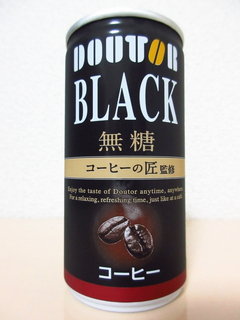 DOUTOR
BLACK
無糖
コーヒーの匠監修
Enjoy the taste of Doutor anytime, anywhere.
For a relaxing, refreshing time, just like at a café.
コーヒー